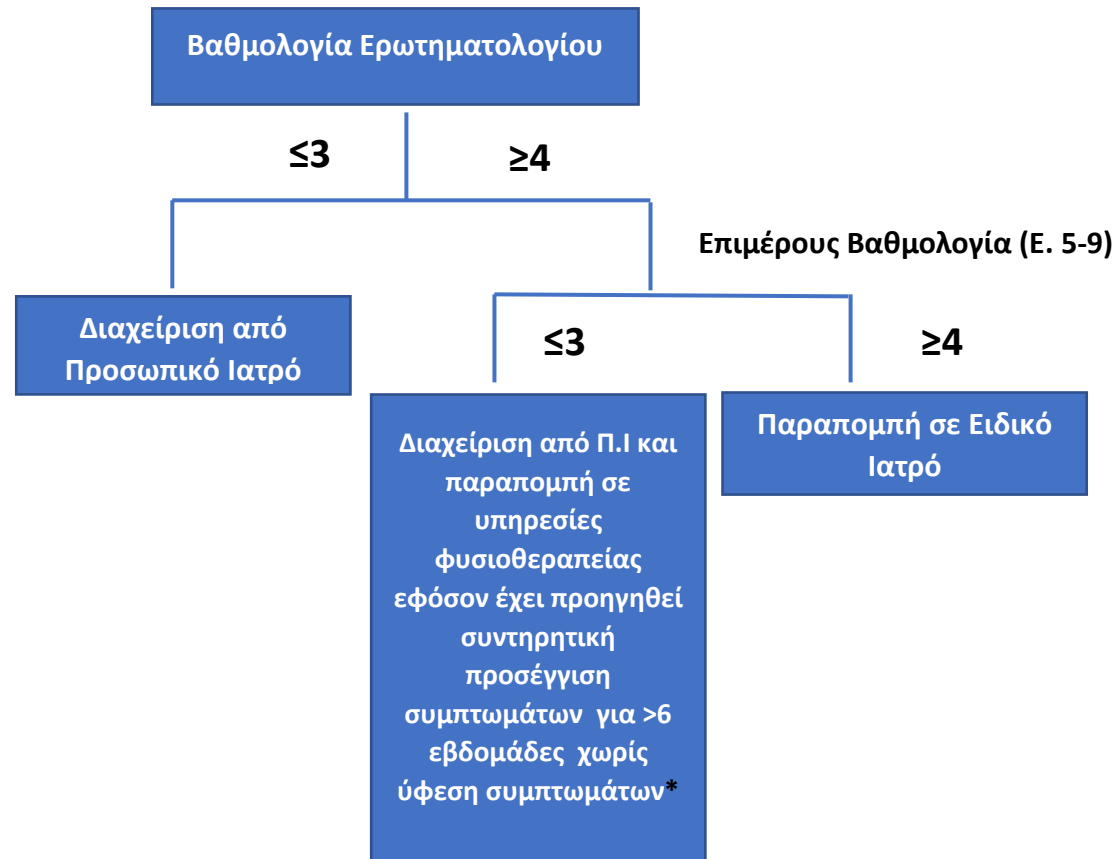 Βαθμολογία Ερωτηματολογίου
≤3
≥4
Επιμέρους Βαθμολογία (Ε. 5-9)
Διαχείριση από
Προσωπικό Ιατρό
≤3
≥4
Διαχείριση από Π.Ι και
παραπομπή σε
υπηρεσίες
φυσιοθεραπείας
εφόσον έχει προηγηθεί
συντηρητική
προσέγγιση
συμπτωμάτων για >6
εβδομάδες χωρίς
ύφεση συμπτωμάτων*
Παραπομπή σε Ειδικό
Ιατρό